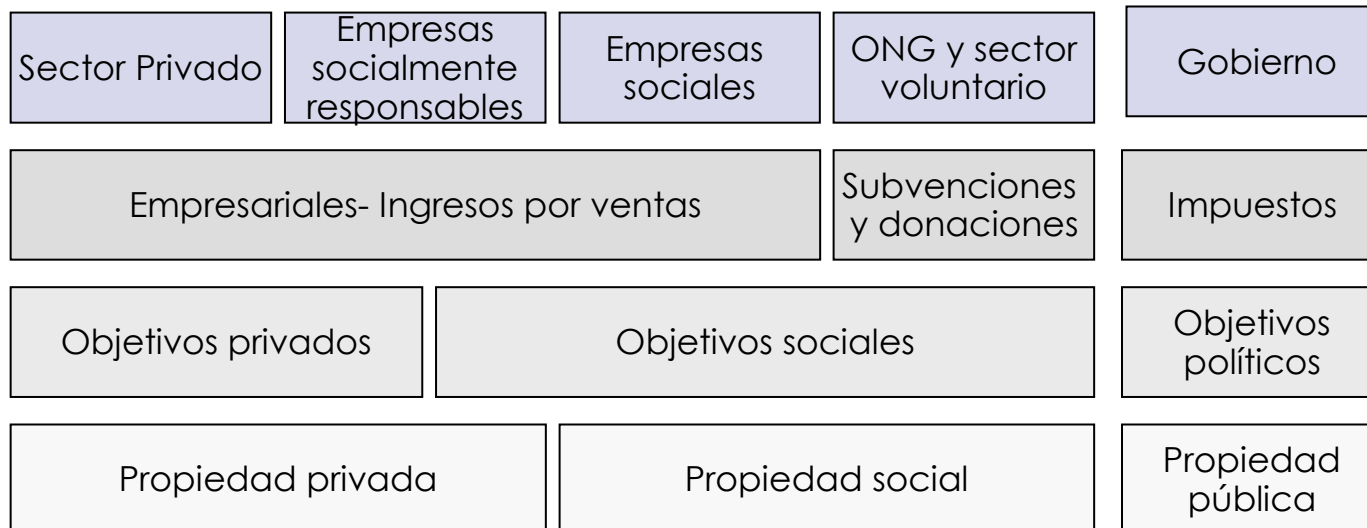 Sector Privado
Empresas
socialmente
responsables
Empresas
sociales
ONG y sector
voluntario
Gobierno
Empresariales- Ingresos por ventas
Subvenciones
y donaciones
Impuestos
Objetivos privados
Objetivos sociales
Objetivos
políticos
Propiedad privada
Propiedad social
Propiedad
pública